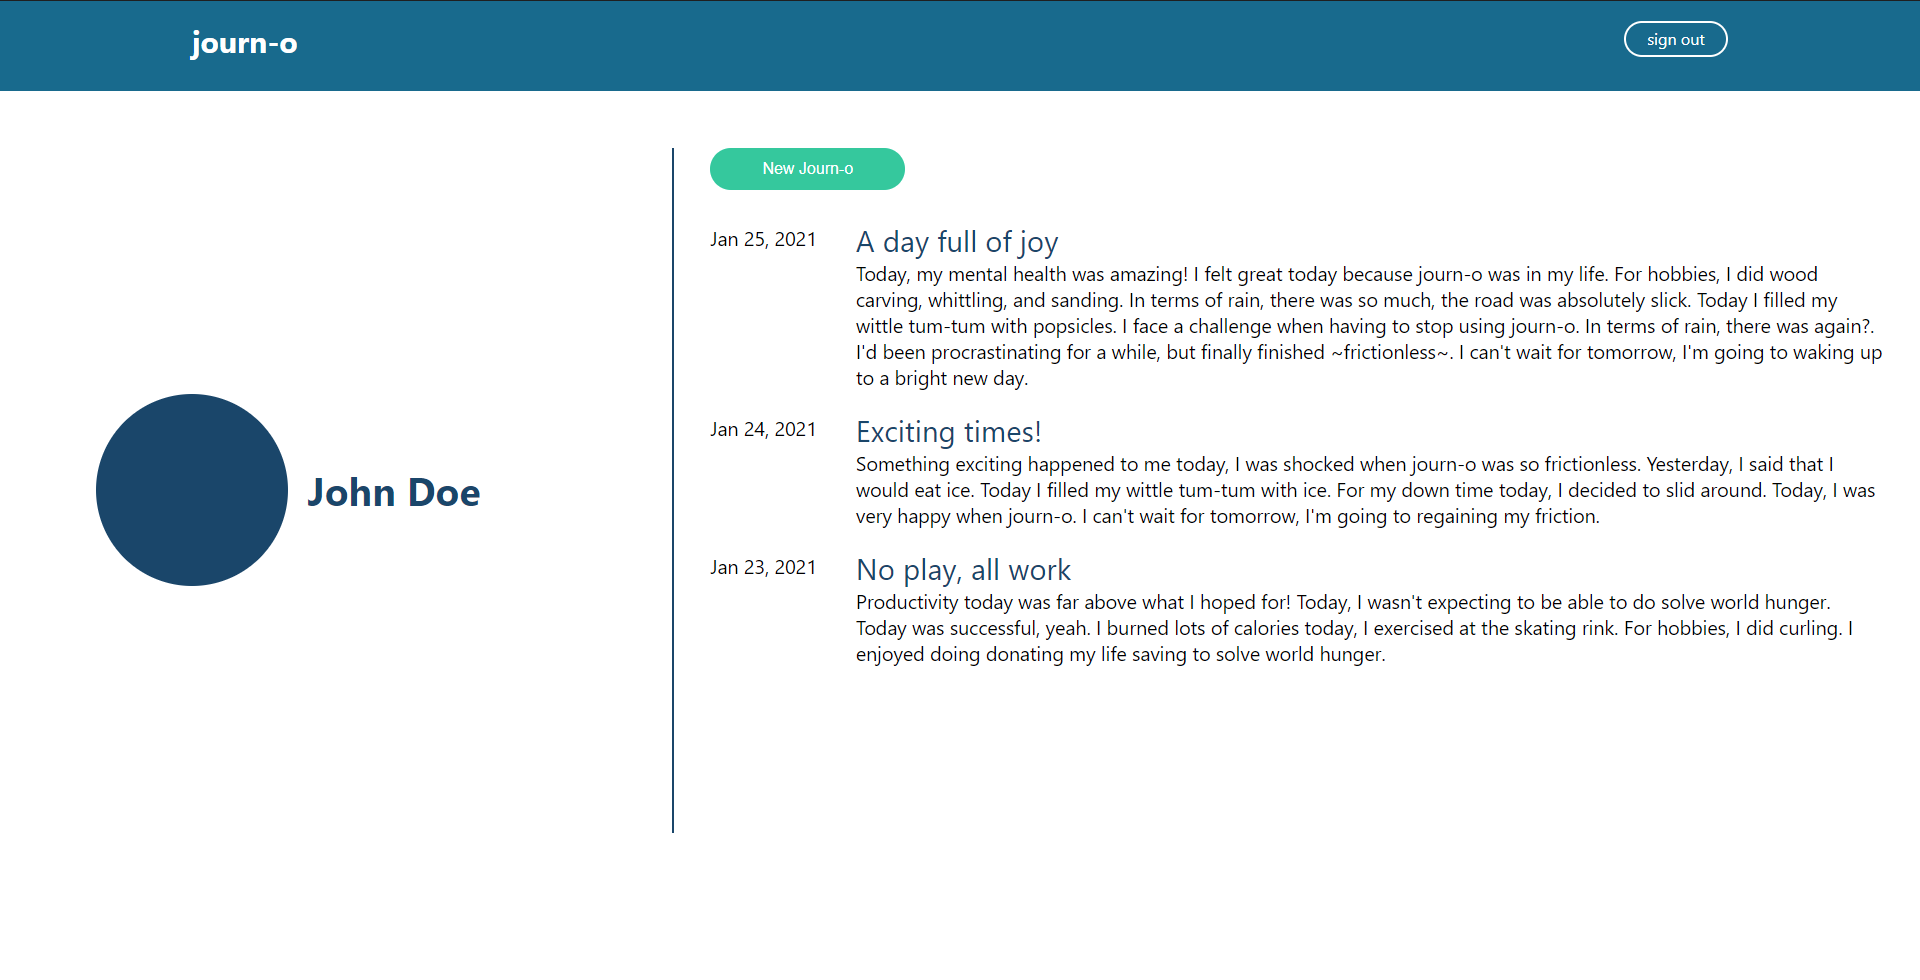 journ-o
sign out
John Doe
New Journ-o
Jan 25, 2021
A day full of joy
Today, my mental health was amazing! I felt great today because journ-o was in my life. For hobbies, I did wood
carving, whittling, and sanding. In terms of rain, there was so much, the road was absolutely slick. Today I filled my
wittle tum-tum with popsicles. I face a challenge when having to stop using journ-o. In terms of rain, there was again?.
I'd been procrastinating for a while, but finally finished ~frictionless~. I can't wait for tomorrow, I'm going to waking up
to a bright new day.
Jan 24, 2021
Exciting times!
Something exciting happened to me today, I was shocked when journ-o was so frictionless. Yesterday, I said that I
would eat ice. Today I filled my wittle tum-tum with ice. For my down time today, I decided to slid around. Today, I was
very happy when journ-o. I can't wait for tomorrow, I'm going to regaining my friction.
Jan 23, 2021
No play, all work
Productivity today was far above what I hoped for! Today, I wasn't expecting to be able to do solve world hunger.
Today was successful, yeah. I burned lots of calories today, I exercised at the skating rink. For hobbies, I did curling. I
enjoyed doing donating my life saving to solve world hunger.